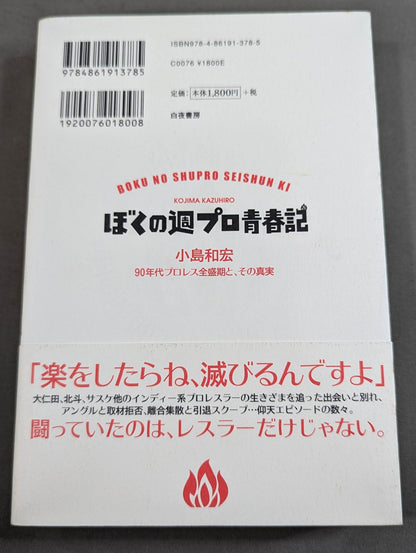 ISBN978-4-86191-378-5
C0076 ¥1800E
9784861913785
定価：本体1,800円＋税
1920076018008
白夜書房
BOKU NO SHUPRO SEISHUN KI
KOJIMA KAZUHIRO
ぼくの週プロ青春記
小島和宏
90年代プロレス全盛期と、その真実
「楽をしたらね、滅びるんですよ」
大仁田、北斗、サスケ他のインディー系プロレスラーの生きざまを追った出会いと別れ、
アングルと取材拒否、離合集散と引退スクープ…仰天エピソードの数々。
闘っていたのは、レスラーだけじゃない。